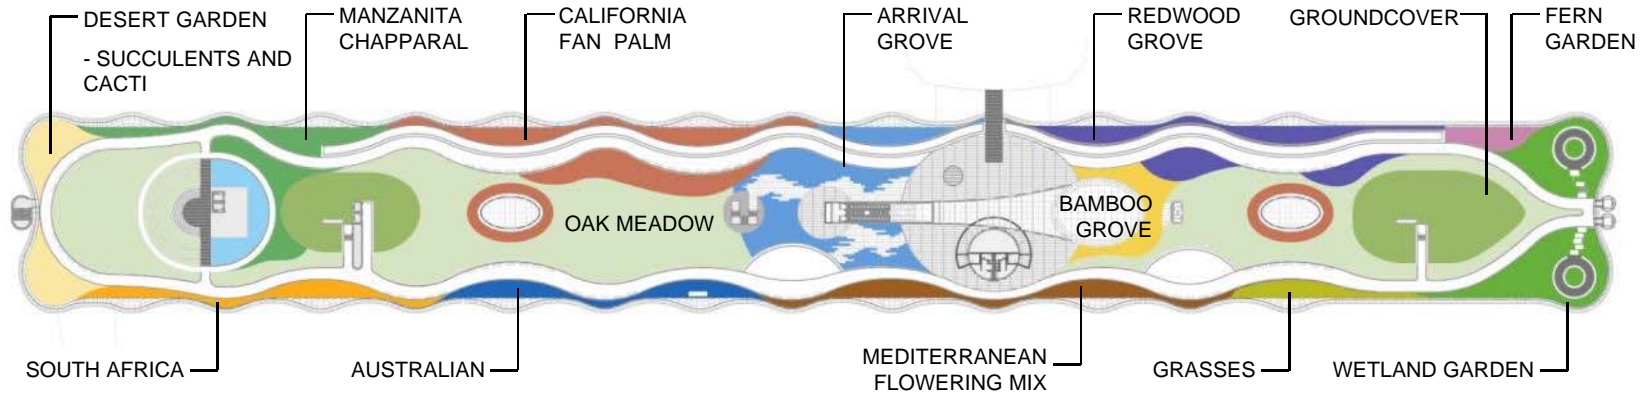 DESERT GARDEN
- SUCCULENTS AND
CACTI
MANZANITA
CHAPPARAL
CALIFORNIA
FAN PALM
ARRIVAL
GROVE
REDWOOD
GROVE
GROUNDCOVER
FERN
GARDEN
OAK MEADOW
BAMBOO
GROVE
SOUTH AFRICA
AUSTRALIAN
MEDITERRANEAN
FLOWERING MIX
GRASSES
WETLAND GARDEN